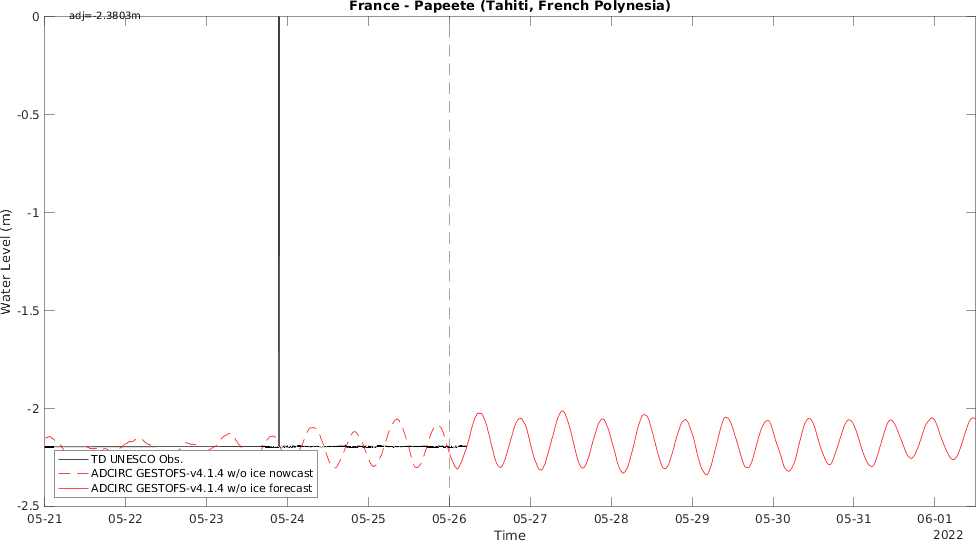 France - Papeete (Tahiti, French Polynesia)
adj=-2.3803m
0
-0.5
-1
-1.5
-2
-2.5
Water Level (m)
TD UNESCO Obs.
ADCIRC GESTOFS-v4.1.4 w/o ice nowcast
ADCIRC GESTOFS-v4.1.4 w/o ice forecast
05-21 05-22 05-23 05-24 05-25 05-26 05-27 05-28 05-29 05-30 05-31 06-01
Time
2022